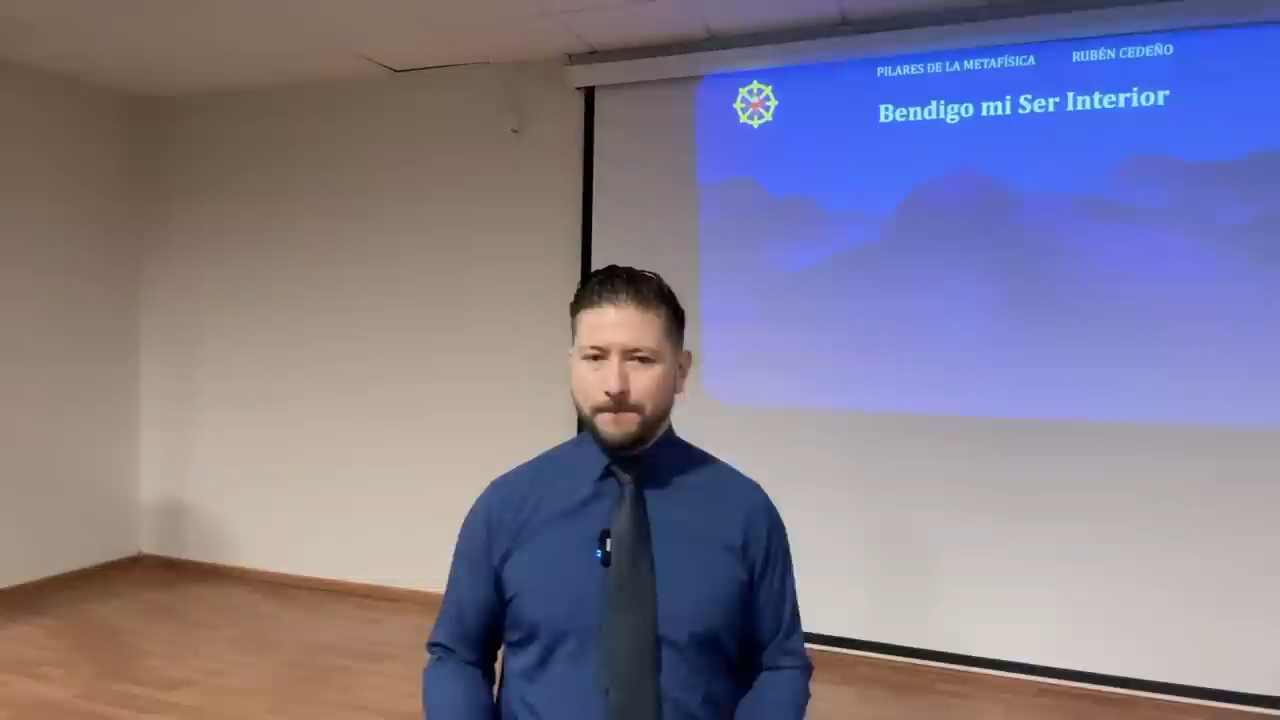 PILARES DE LA METAFÍSICA RUBÉN CEDEÑO
Bendigo mi Ser Interior